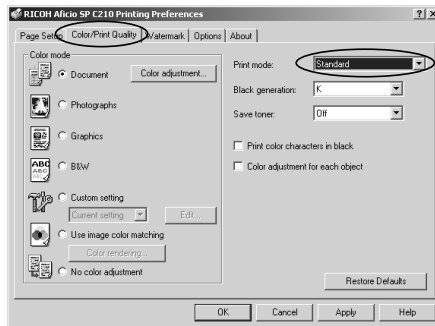 RICOH Aficio SP C210 Printing Preferences
Page Setup Color/Print Quality Watermark Options About
Color mode
Document Color adjustment...
Photographs
Graphics
ABC
ABC
ABC
B&W
Custom setting
Current setting Edit...
Use image color matching
Color rendering...
No color adjustment
Print mode: Standard
Black generation: K
Save toner: Off
Print color characters in black
Color adjustment for each object
Restore Defaults
OK Cancel Apply Help